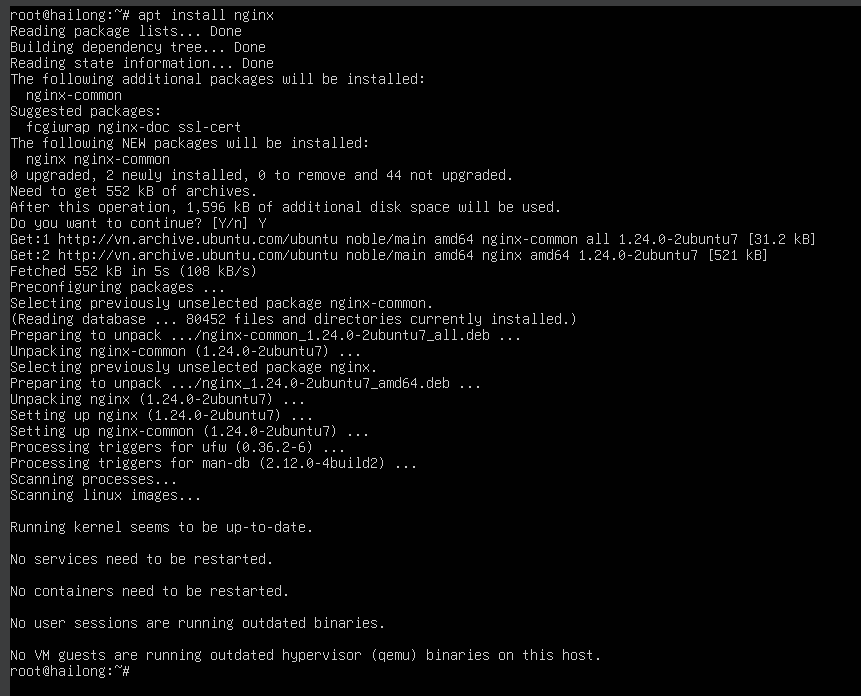 root@hailong:~# apt install nginx
Reading package lists... Done
Building dependency tree... Done
Reading state information... Done
The following additional packages will be installed:
  nginx-common
Suggested packages:
  fcgiwrap nginx-doc ssl-cert
The following NEW packages will be installed:
  nginx nginx-common
0 upgraded, 2 newly installed, 0 to remove and 44 not upgraded.
Need to get 552 kB of archives.
After this operation, 1,596 kB of additional disk space will be used.
Do you want to continue? [Y/n] Y
Get:1 http://vn.archive.ubuntu.com/ubuntu noble/main amd64 nginx-common all 1.24.0-2ubuntu7 [31.2 kB]
Get:2 http://vn.archive.ubuntu.com/ubuntu noble/main amd64 nginx amd64 1.24.0-2ubuntu7 [521 kB]
Fetched 552 kB in 5s (108 kB/s)
Preconfiguring packages ...
Selecting previously unselected package nginx-common.
(Reading database ... 80452 files and directories currently installed.)
Preparing to unpack .../nginx-common_1.24.0-2ubuntu7_all.deb ...
Unpacking nginx-common (1.24.0-2ubuntu7) ...
Selecting previously unselected package nginx.
Preparing to unpack .../nginx_1.24.0-2ubuntu7_amd64.deb ...
Unpacking nginx (1.24.0-2ubuntu7) ...
Setting up nginx (1.24.0-2ubuntu7) ...
Setting up nginx-common (1.24.0-2ubuntu7) ...
Processing triggers for ufw (0.36.2-6) ...
Processing triggers for man-db (2.12.0-4build2) ...
Scanning processes...
Scanning linux images...

Running kernel seems to be up-to-date.

No services need to be restarted.

No containers need to be restarted.

No user sessions are running outdated binaries.

No VM guests are running outdated hypervisor (qemu) binaries on this host.
root@hailong:~#